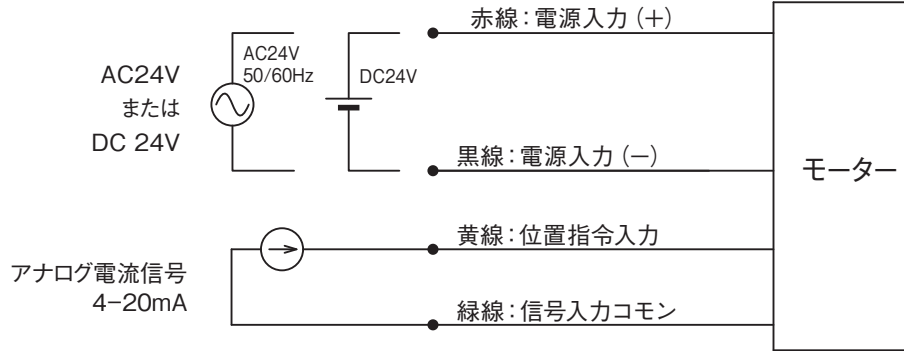 赤線：電源入力（+）
AC24V
50/60Hz
DC24V
AC24V
または
DC 24V
黒線：電源入力（−）
モーター
黄線：位置指令入力
アナログ電流信号
4−20mA
緑線：信号入力コモン